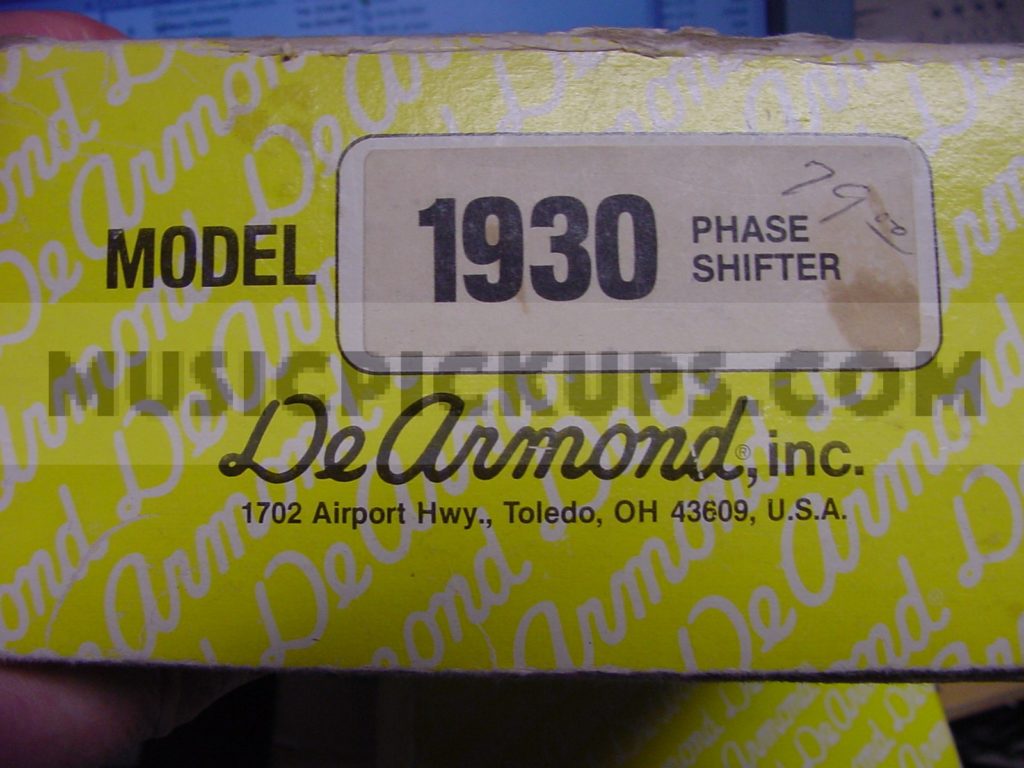 79.00
MODEL 1930 PHASE SHIFTER
MUSICPICKUPS.COM
DeArmond®, inc.
1702 Airport Hwy., Toledo, OH 43609, U.S.A.